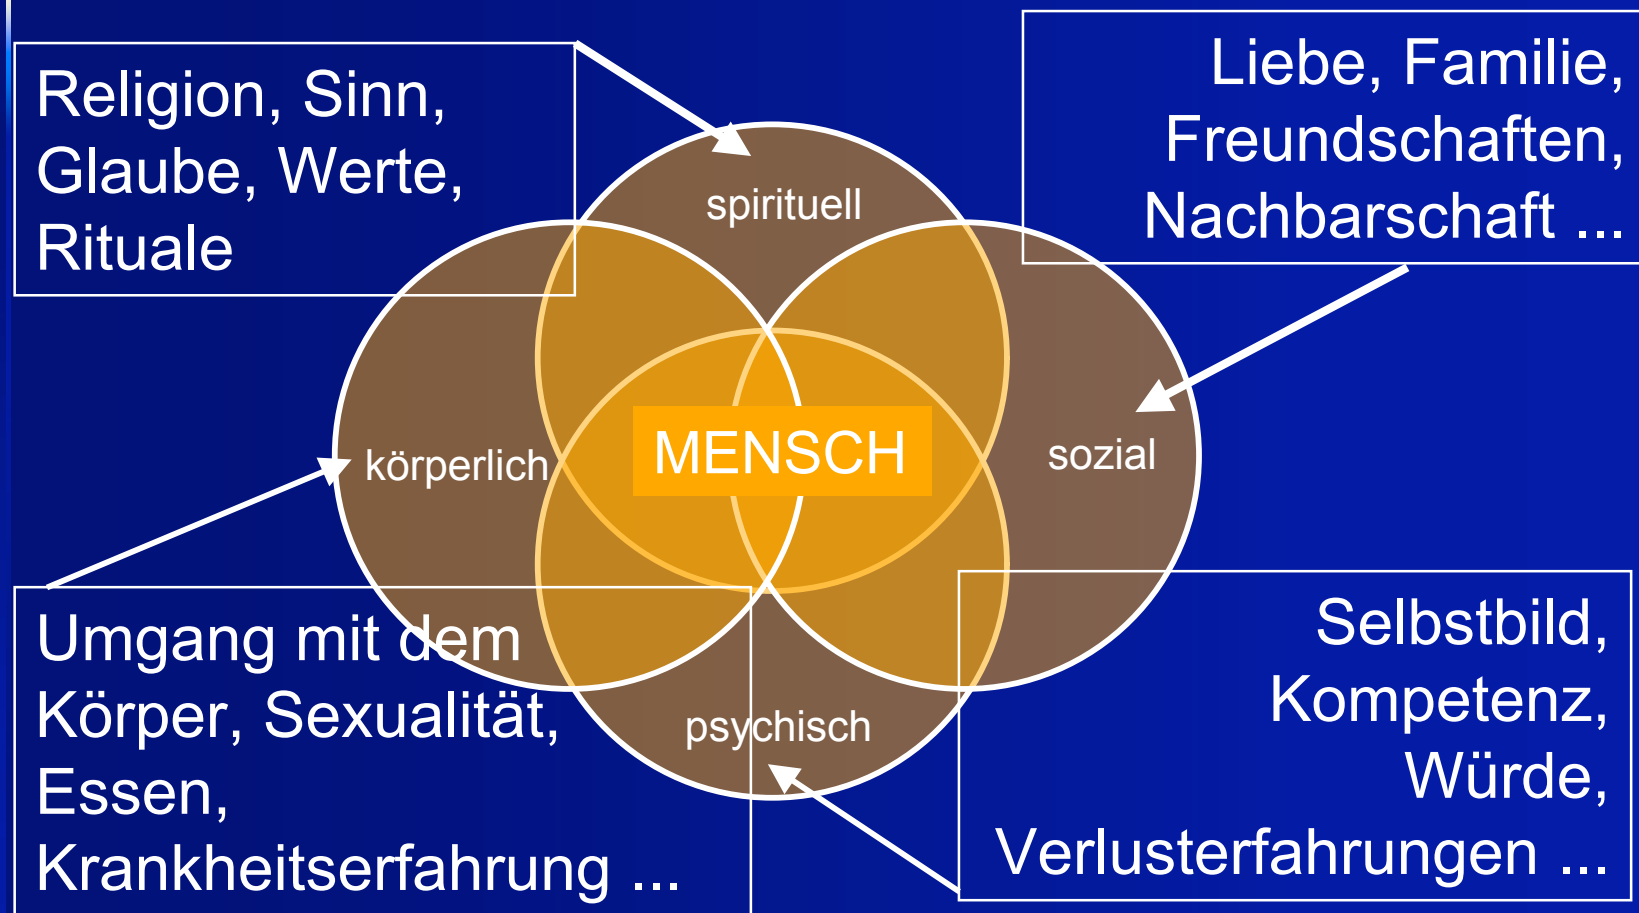 Religion, Sinn,
Glaube, Werte,
Rituale
Liebe, Familie,
Freundschaften,
Nachbarschaft ...
spirituell
körperlich
MENSCH
sozial
psychisch
Umgang mit dem
Körper, Sexualität,
Essen,
Krankheitserfahrung ...
Selbstbild,
Kompetenz,
Würde,
Verlusterfahrungen ...